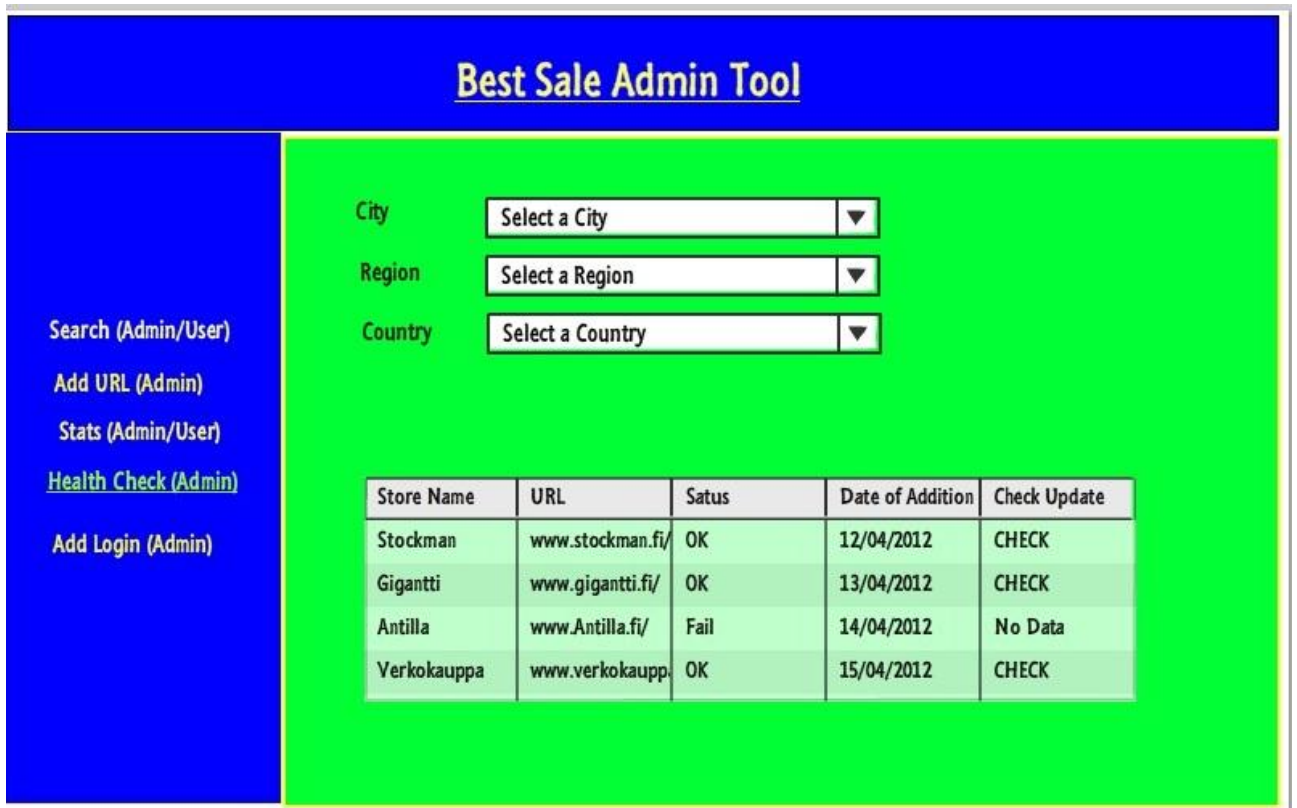 Best Sale Admin Tool
Search (Admin/User)
Add URL (Admin)
Stats (Admin/User)
Health Check (Admin)
Add Login (Admin)
City Select a City
Region Select a Region
Country Select a Country
Store Name URL Satus Date of Addition Check Update
Stockman www.stockman.fi/ OK 12/04/2012 CHECK
Gigantti www.gigantti.fi/ OK 13/04/2012 CHECK
Antilla www.Antilla.fi/ Fail 14/04/2012 No Data
Verkokauppa www.verkokaupp OK 15/04/2012 CHECK